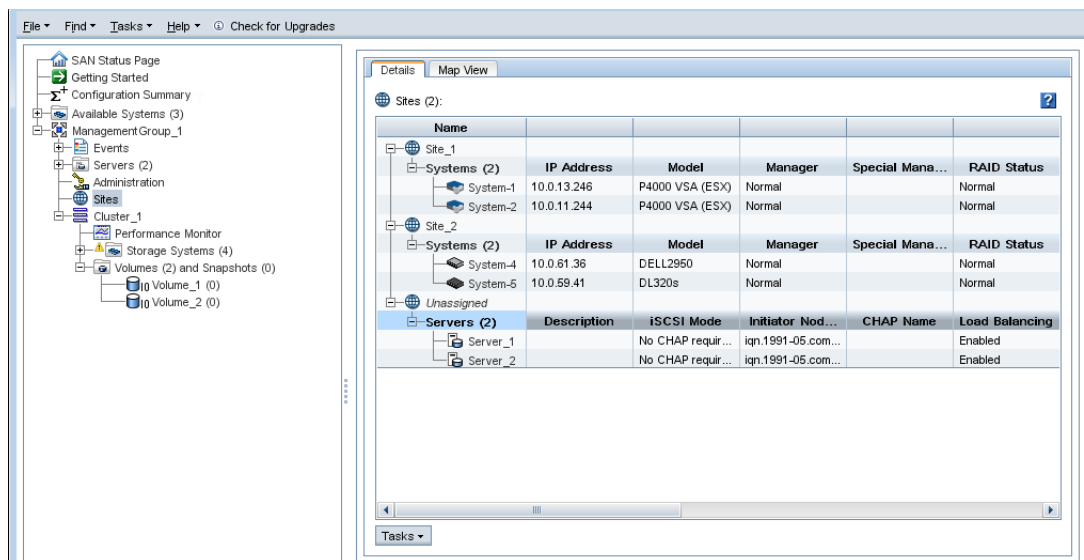 File Find Tasks Help Check for Upgrades
SAN Status Page
Getting Started
Configuration Summary
Available Systems (3)
ManagementGroup_1
Events
Servers (2)
Administration
Sites
Cluster_1
Performance Monitor
Storage Systems (4)
Volumes (2) and Snapshots (0)
Volume_1 (0)
Volume_2 (0)
Details Map View
Sites (2):
?
Name
Site_1
Systems (2) IP Address Model Manager Special Mana... RAID Status
System-1 10.0.13.246 P4000 VSA (ESX) Normal Normal
System-2 10.0.11.244 P4000 VSA (ESX) Normal Normal
Site_2
Systems (2) IP Address Model Manager Special Mana... RAID Status
System-4 10.0.61.36 DELL2950 Normal Normal
System-5 10.0.59.41 DL320s Normal Normal
Unassigned
Servers (2) Description iSCSI Mode Initiator Nod... CHAP Name Load Balancing
Server_1 No CHAP requir... iqn.1991-05.com... Enabled
Server_2 No CHAP requir... iqn.1991-05.com... Enabled
Tasks